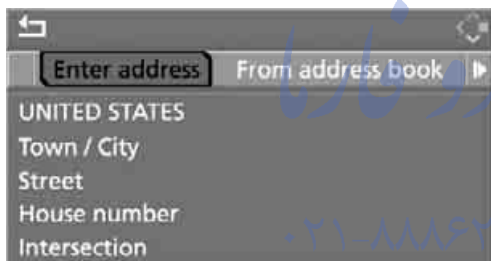 Enter address From address book
UNITED STATES
Town / City
Street
House number
Intersection